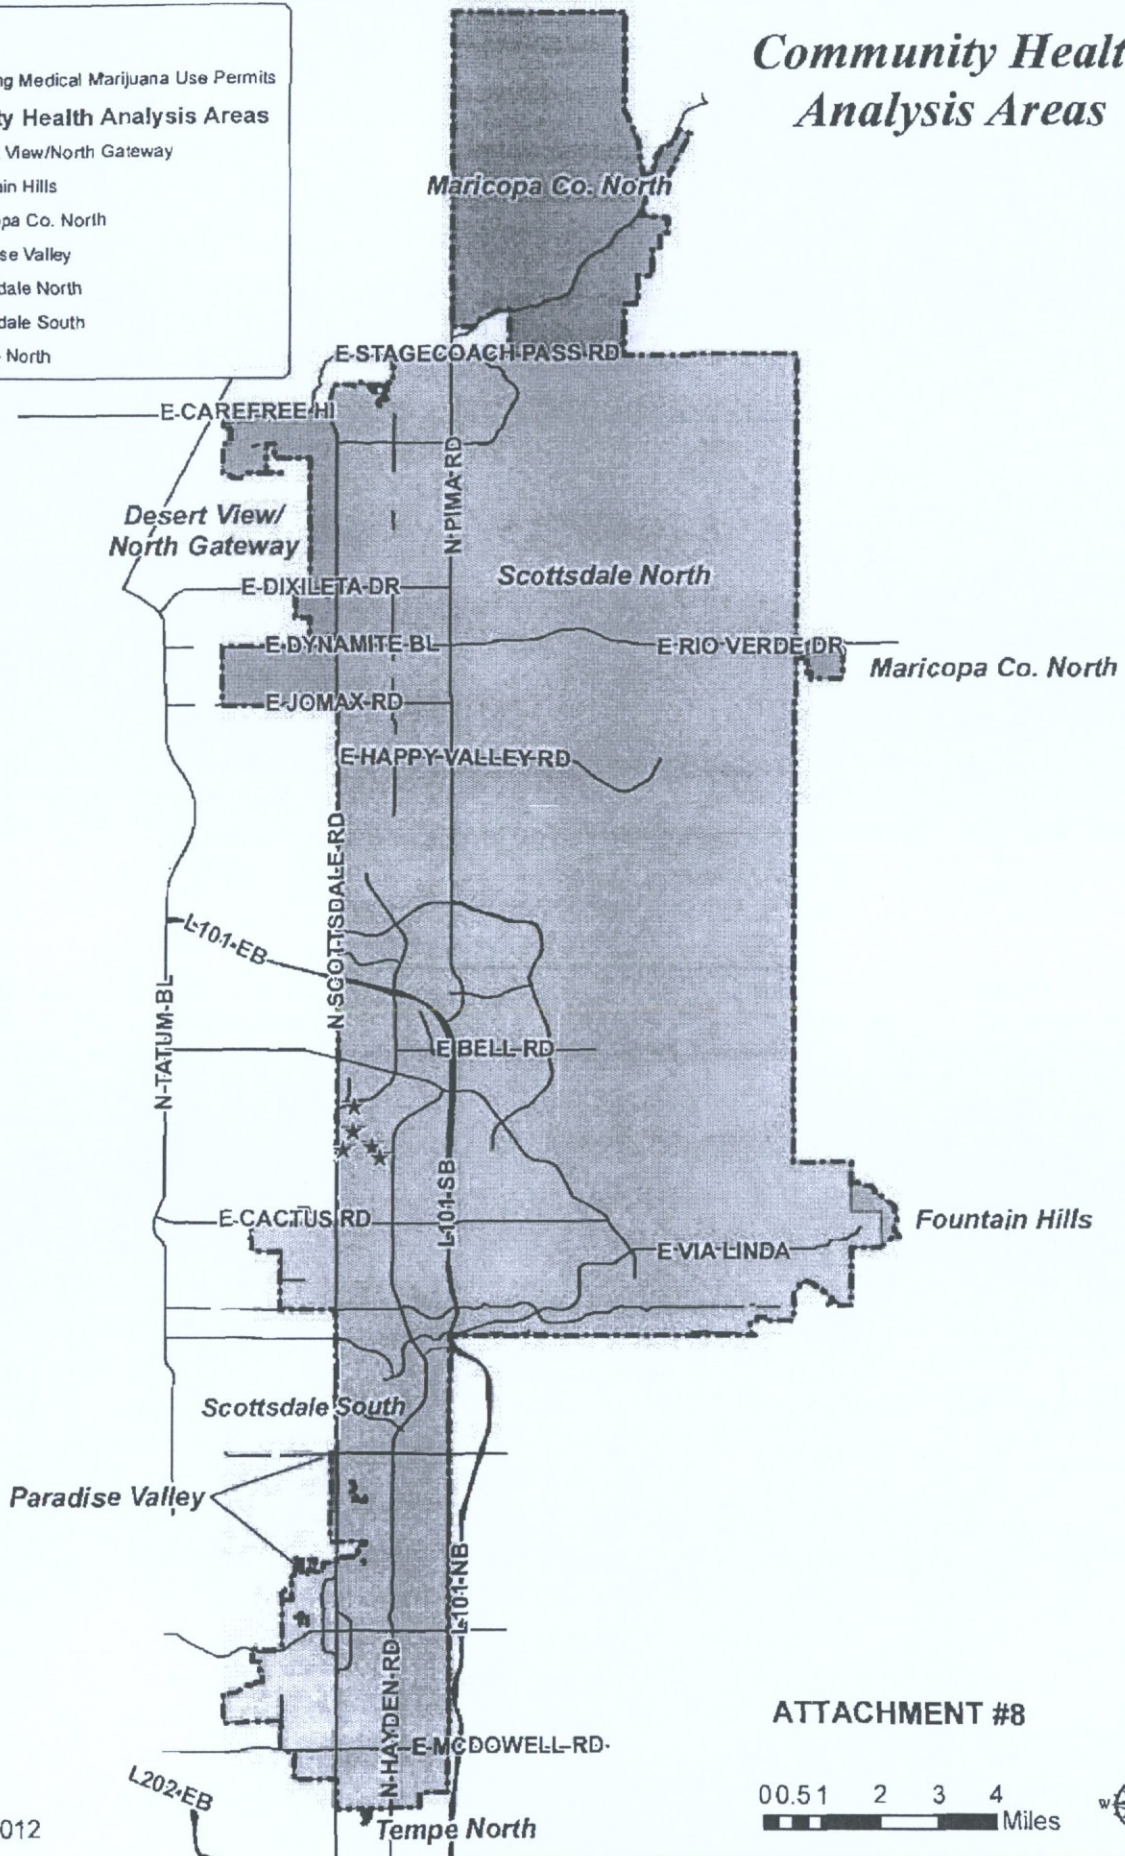 Community Healt
Analysis Areas
ng Medical Marijuana Use Permits
ty Health Analysis Areas
View/North Gateway
in Hills
pa Co. North
se Valley
dale North
dale South
North
Maricopa Co. North
E STAGECOACH PASS RD
E CAREFREE HI
N PIMA RD
Desert View/
North Gateway
Scottsdale North
E DIXILETA DR
E DYNAMITE BL
E RIO VERDE DR
Maricopa Co. North
E JOMAX RD
E HAPPY VALLEY RD
N SCOTTSDALE RD
L101 EB
N TATUM BL
E BELL RD
L101 SB
E CACTUS RD
Fountain Hills
E VIA LINDA
Scottsdale South
Paradise Valley
L101 NB
N HAYDEN RD
ATTACHMENT #8
E MCDOWELL RD
L202 EB
0 0.5 1 2 3 4
Miles
W
012
Tempe North